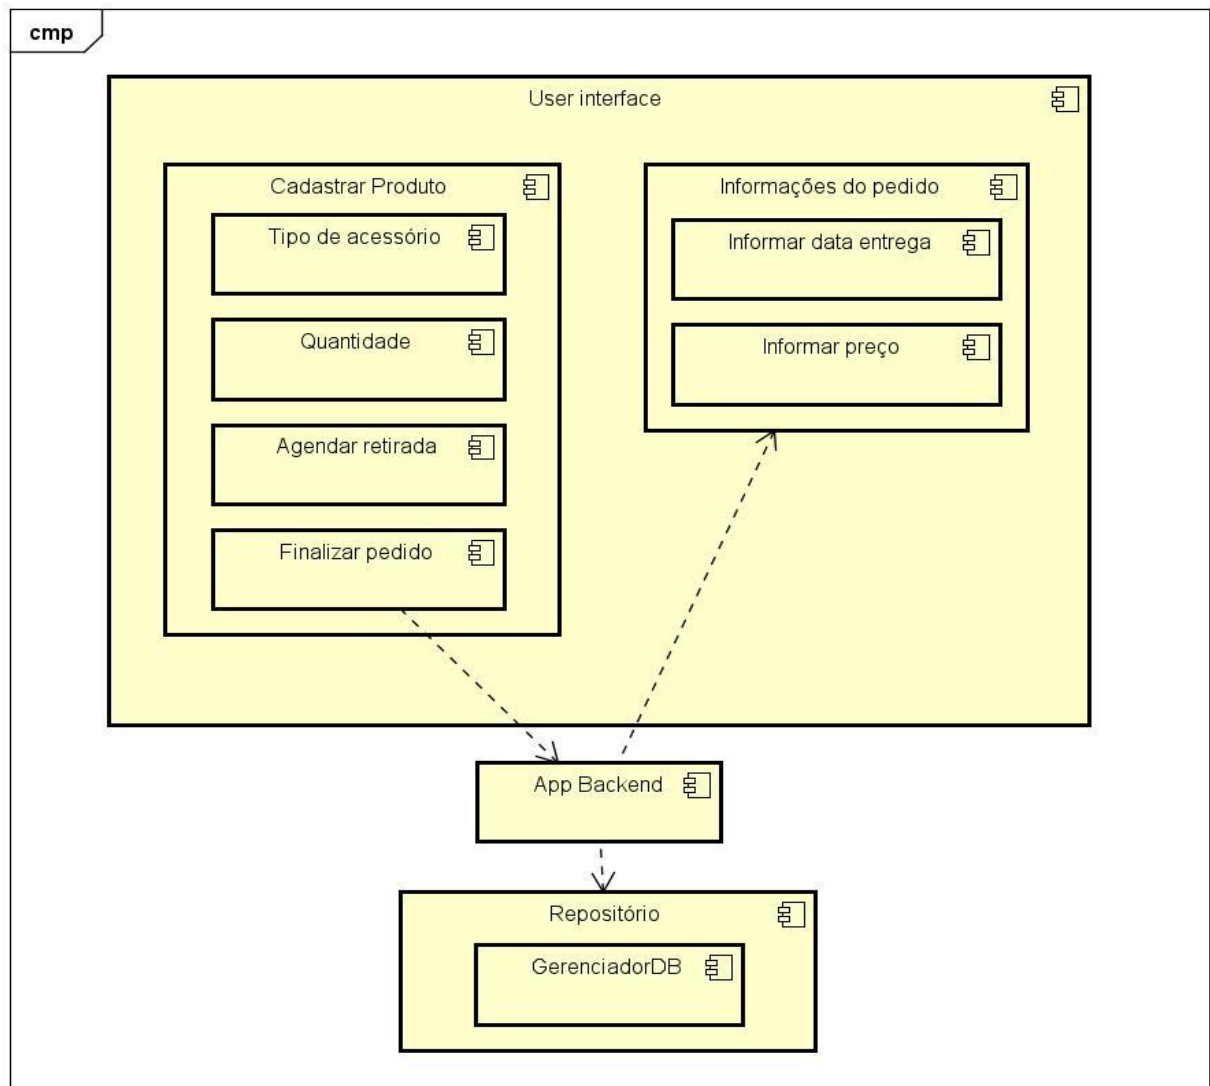 cmp
User interface
Cadastrar Produto
Tipo de acessório
Quantidade
Agendar retirada
Finalizar pedido
Informações do pedido
Informar data entrega
Informar preço
App Backend
Repositório
GerenciadorDB